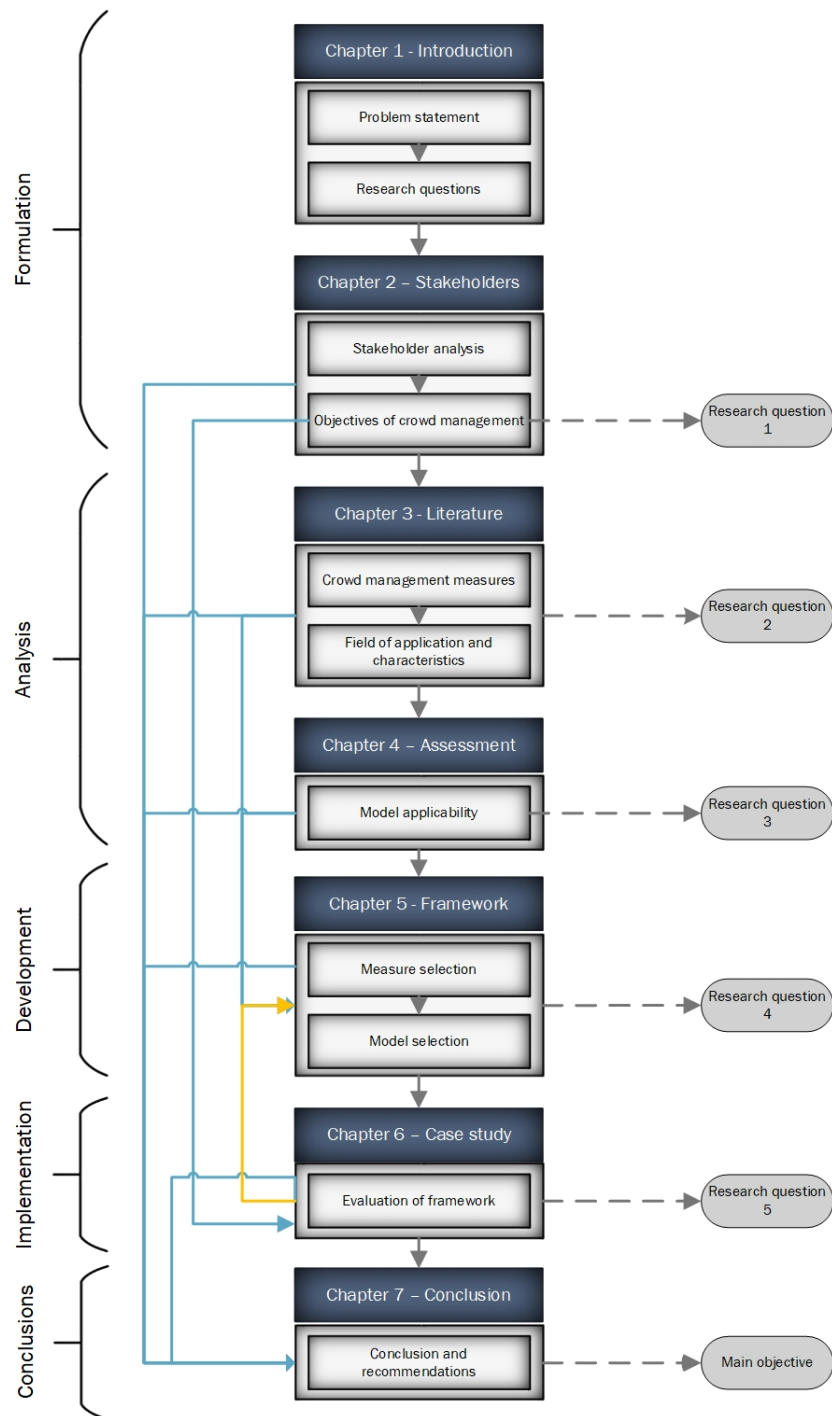 Formulation
Chapter 1 - Introduction
Problem statement
Research questions
Chapter 2 – Stakeholders
Stakeholder analysis
Objectives of crowd management
Research question
1
Analysis
Chapter 3 - Literature
Crowd management measures
Field of application and
characteristics
Research question
2
Chapter 4 – Assessment
Model applicability
Research question
3
Development
Chapter 5 - Framework
Measure selection
Model selection
Research question
4
Implementation
Chapter 6 – Case study
Evaluation of framework
Research question
5
Conclusions
Chapter 7 – Conclusion
Conclusion and
recommendations
Main objective